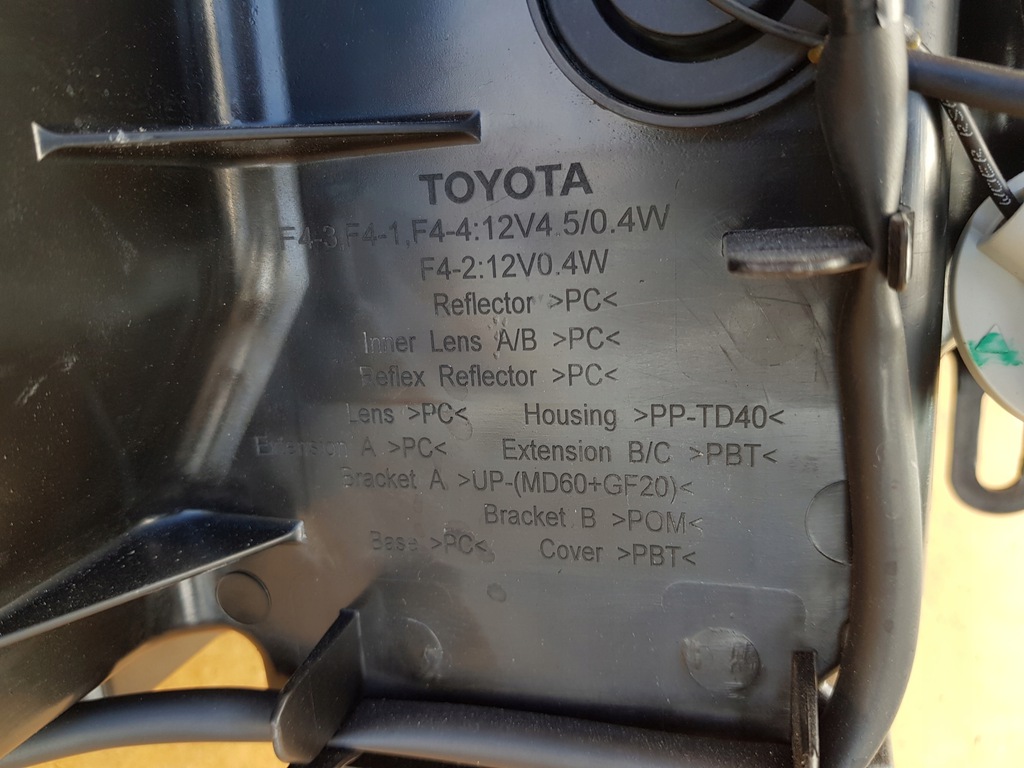 TOYOTA
F4-3,F4-1,F4-4:12V4.5/0.4W
F4-2:12V0.4W
Reflector >PC<
Inner Lens A/B >PC<
Reflex Reflector >PC<
Lens >PC< Housing >PP-TD40<
Extension A >PC< Extension B/C >PBT<
Bracket A >UP-(MD60+GF20)<
Bracket B >POM<
Base >PC< Cover >PBT<